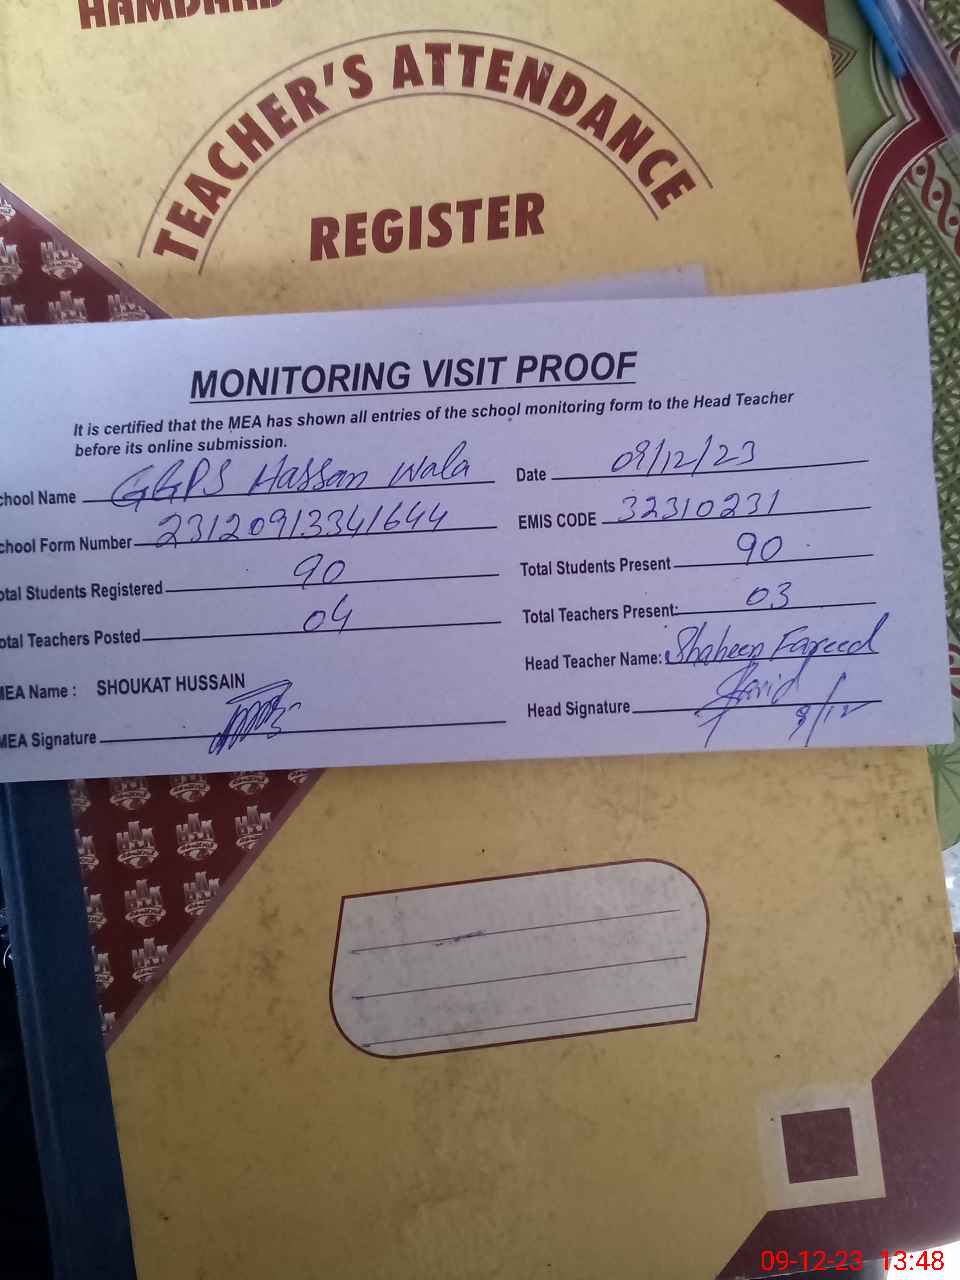 HAMDARD
TEACHER'S ATTENDANCE
REGISTER
MONITORING VISIT PROOF
It is certified that the MEA has shown all entries of the school monitoring form to the Head Teacher
before its online submission.
chool Name GGPS Hassan Wala Date 09/12/23
chool Form Number 23120913341644 EMIS CODE 32310231
otal Students Registered 90 Total Students Present 90
otal Teachers Posted 04 Total Teachers Present: 03
MEA Name : SHOUKAT HUSSAIN Head Teacher Name: Shaheen Fareed
MEA Signature Head Signature 9/12
09-12-23 13:48